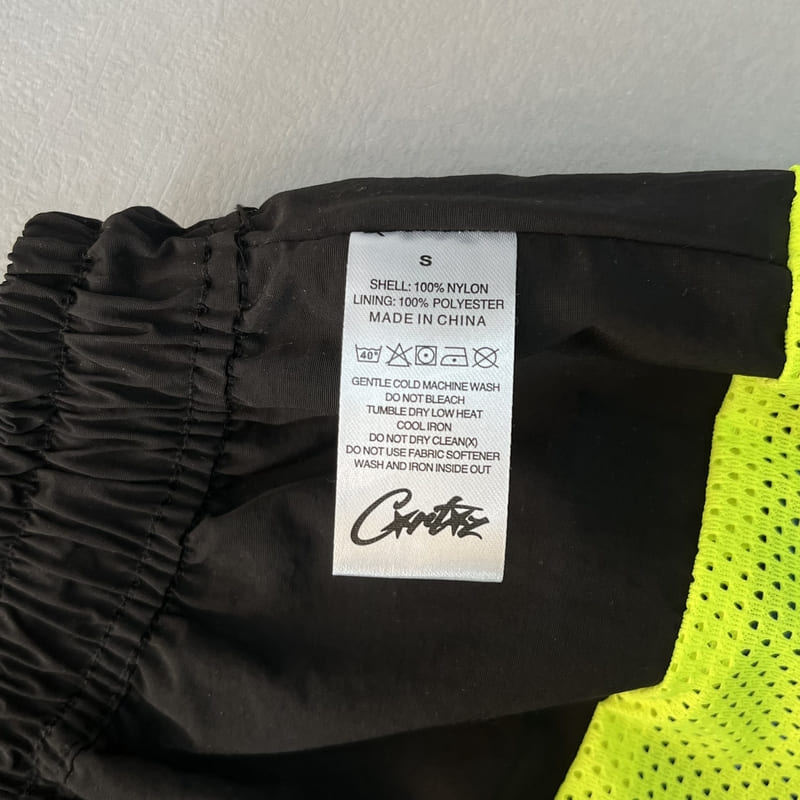 S
SHELL: 100% NYLON
LINING: 100% POLYESTER
MADE IN CHINA
40°
GENTLE COLD MACHINE WASH
DO NOT BLEACH
TUMBLE DRY LOW HEAT
COOL IRON
DO NOT DRY CLEAN(X)
DO NOT USE FABRIC SOFTENER
WASH AND IRON INSIDE OUT
Crtz